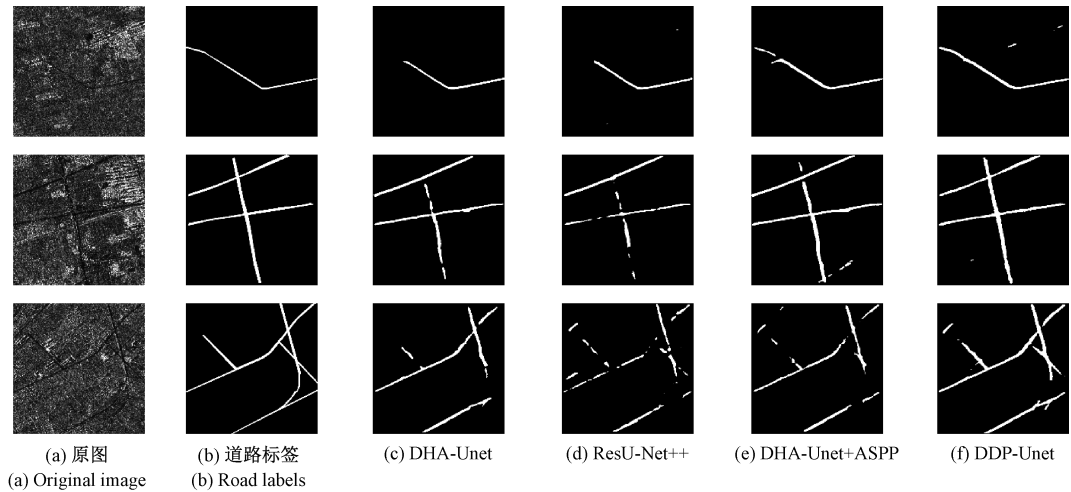 (a) 原图
(b) 道路标签
(c) DHA-Unet
(d) ResU-Net++
(e) DHA-Unet+ASPP
(f) DDP-Unet
(a) Original image
(b) Road labels